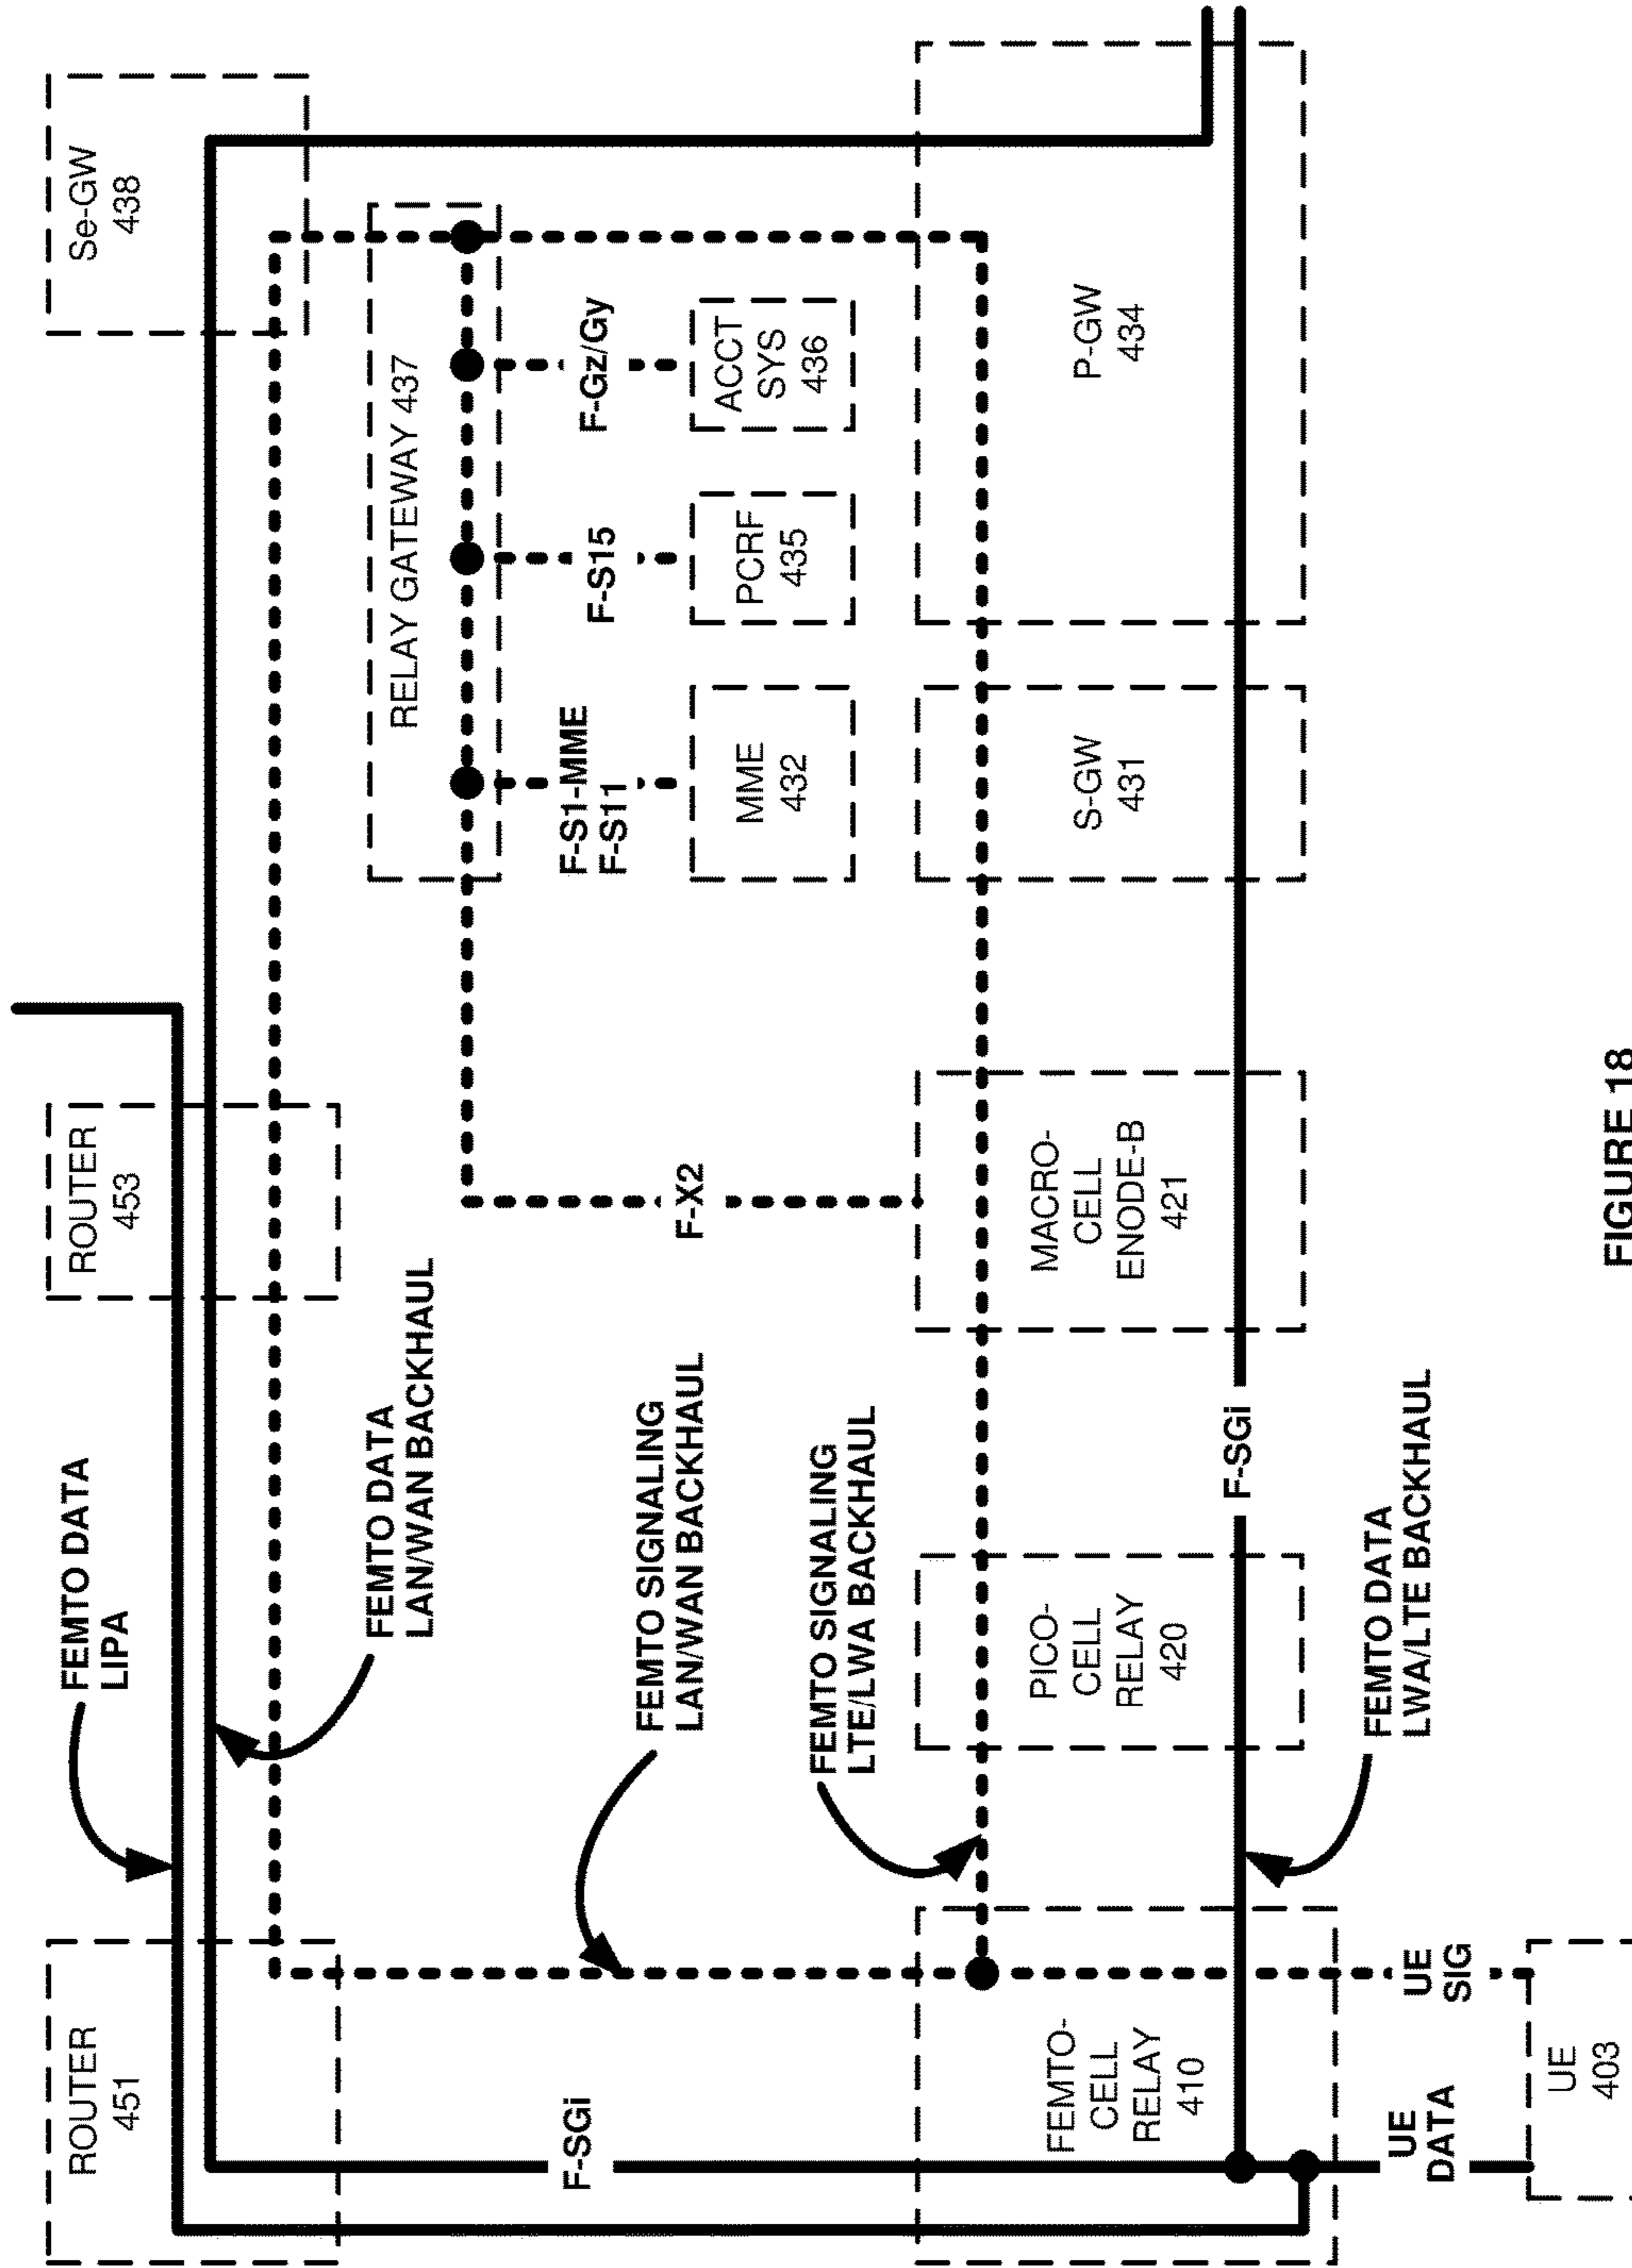 FEMTO DATA
LIPA
ROUTER
451
ROUTER
453
Se-GW
438
FEMTO DATA
LAN/WAN BACKHAUL
RELAY GATEWAY 437
F-SGi
FEMTO SIGNALING
LAN/WAN BACKHAUL
F-X2
F-S1-MME
F-S11
F-S15
F-Gz/Gy
MME
432
PCRF
435
ACCT
SYS
436
FEMTO SIGNALING
LTE/LWA BACKHAUL
FEMTO-
CELL
RELAY
410
PICO-
CELL
RELAY
420
MACRO-
CELL
ENODE-B
421
S-GW
431
P-GW
434
F-SGi
FEMTO DATA
LWA/LTE BACKHAUL
UE
DATA
UE
SIG
UE
403
FIGURE 18